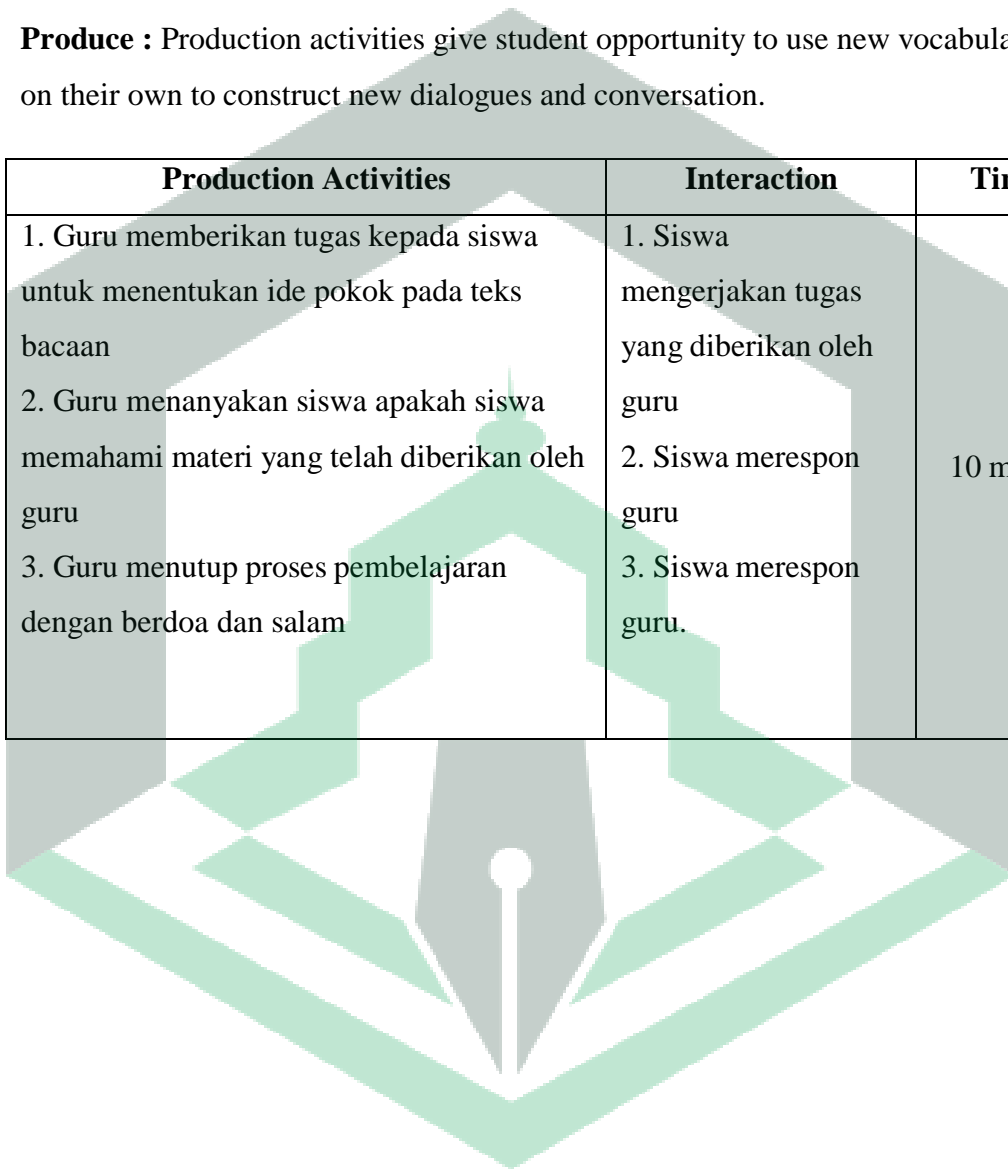 Produce : Production activities give student opportunity to use new
on their own to construct new dialogues and conversation.
Production Activities
Interaction
1. Guru memberikan tugas kepada siswa
untuk menentukan ide pokok pada teks
bacaan
2. Guru menanyakan siswa apakah siswa
memahami materi yang telah diberikan oleh
guru
3. Guru menutup proses pembelajaran
dengan berdoa dan salam
1. Siswa
mengerjakan tugas
yang diberikan oleh
guru
2. Siswa merespon
guru
3. Siswa merespon
guru.
10